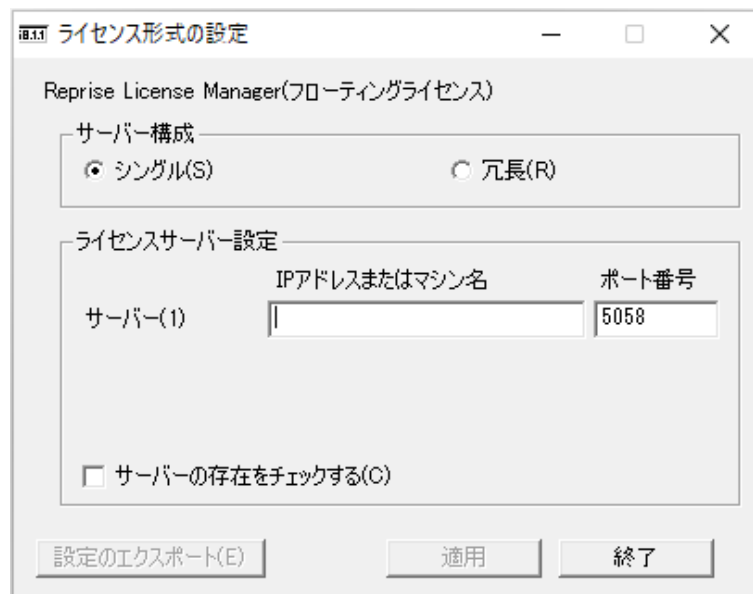 i8.1.1 ライセンス形式の設定
Reprise License Manager(フローティングライセンス)
サーバー構成
シングル(S) 冗長(R)
ライセンスサーバー設定
IPアドレスまたはマシン名 ポート番号
サーバー(1) 5058
サーバーの存在をチェックする(C)
設定のエクスポート(E) 適用 終了